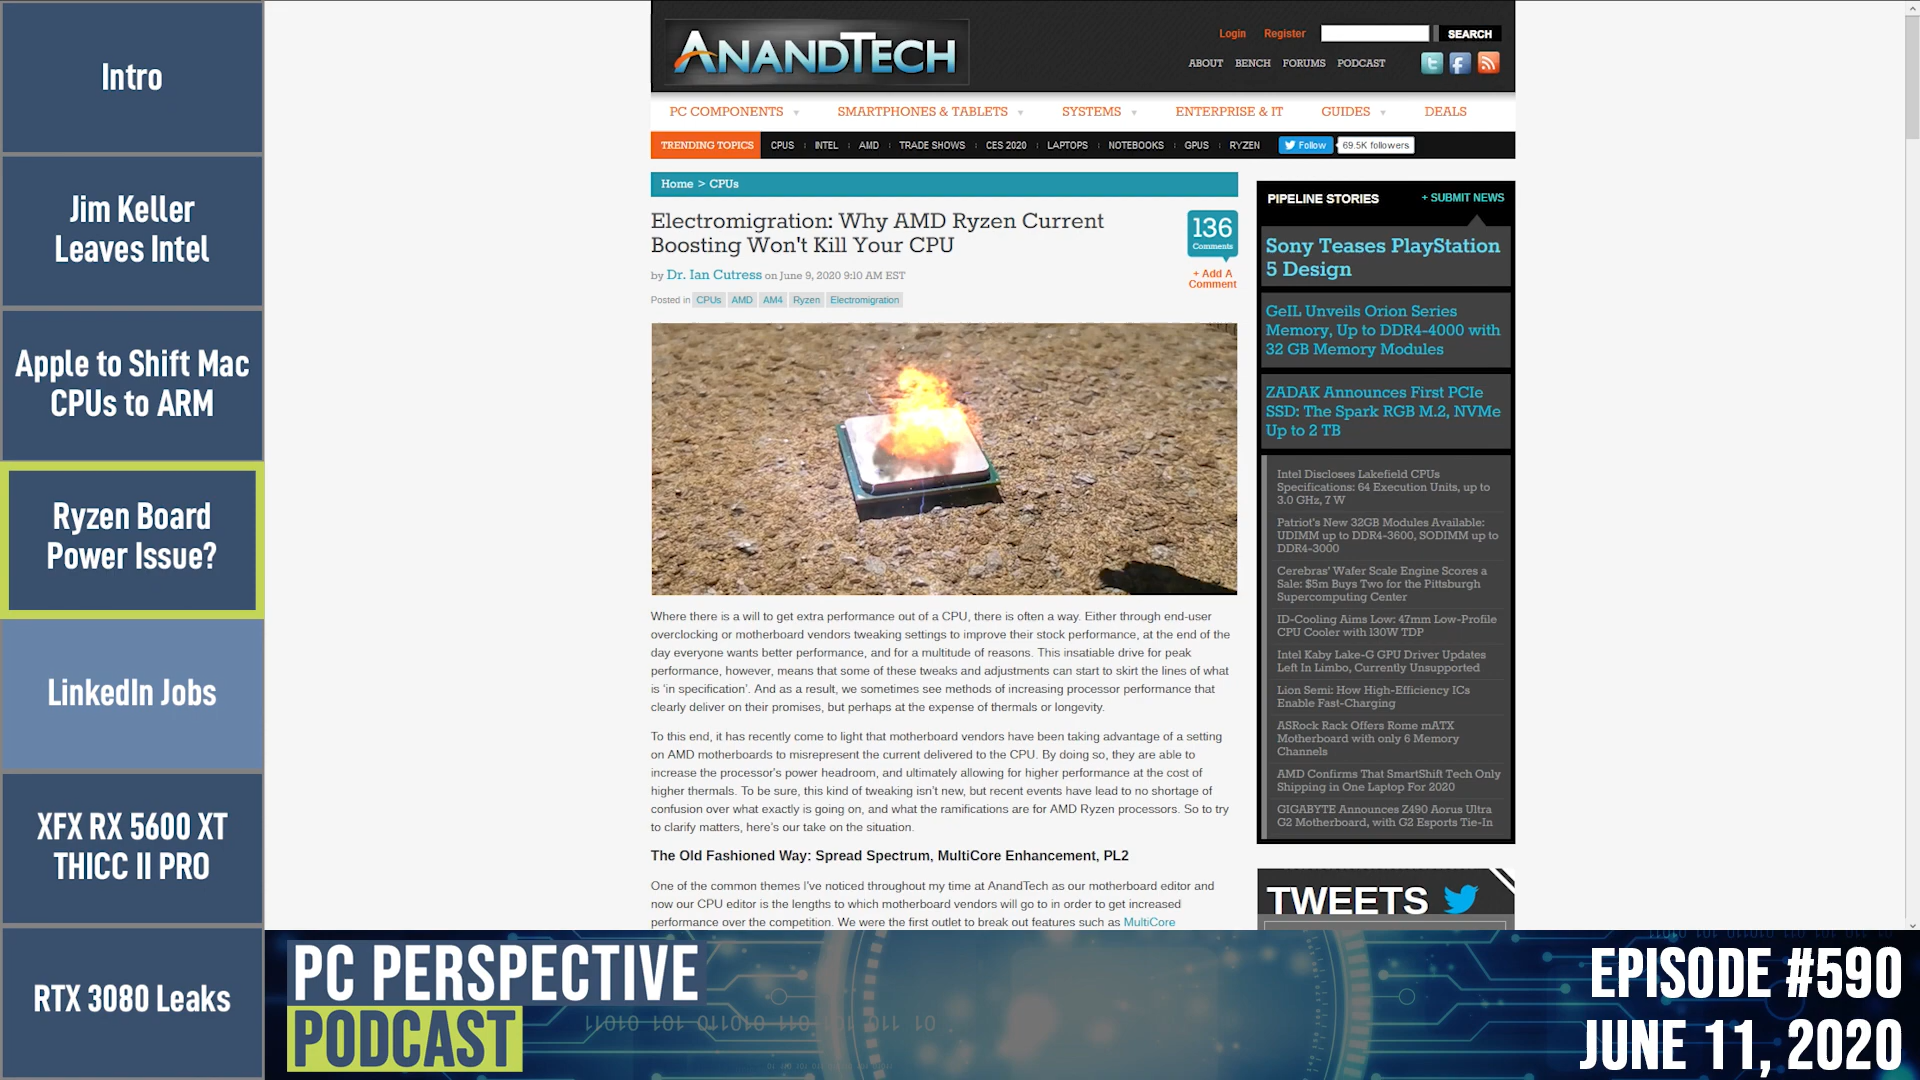 Intro
Jim Keller
Leaves Intel
Apple to Shift Mac
CPUs to ARM
Ryzen Board
Power Issue?
LinkedIn Jobs
XFX RX 5600 XT
THICC II PRO
RTX 3080 Leaks
ANANDTECH
Login Register SEARCH
ABOUT BENCH FORUMS PODCAST
PC COMPONENTS SMARTPHONES & TABLETS SYSTEMS ENTERPRISE & IT GUIDES DEALS
TRENDING TOPICS CPUS INTEL AMD TRADE SHOWS CES 2020 LAPTOPS NOTEBOOKS GPUS RYZEN Follow 69.5K followers
Home > CPUs
Electromigration: Why AMD Ryzen Current
Boosting Won't Kill Your CPU
by Dr. Ian Cutress on June 9, 2020 9:10 AM EST
Posted in CPUs AMD AM4 Ryzen Electromigration
136
Comments
+ Add A
Comment
Where there is a will to get extra performance out of a CPU, there is often a way. Either through end-user
overclocking or motherboard vendors tweaking settings to improve their stock performance, at the end of the
day everyone wants better performance, and for a multitude of reasons. This insatiable drive for peak
performance, however, means that some of these tweaks and adjustments can start to skirt the lines of what
is 'in specification'. And as a result, we sometimes see methods of increasing processor performance that
clearly deliver on their promises, but perhaps at the expense of thermals or longevity.
To this end, it has recently come to light that motherboard vendors have been taking advantage of a setting
on AMD motherboards to misrepresent the current delivered to the CPU. By doing so, they are able to
increase the processor's power headroom, and ultimately allowing for higher performance at the cost of
higher thermals. To be sure, this kind of tweaking isn't new, but recent events have lead to no shortage of
confusion over what exactly is going on, and what the ramifications are for AMD Ryzen processors. So to try
to clarify matters, here's our take on the situation.
The Old Fashioned Way: Spread Spectrum, MultiCore Enhancement, PL2
One of the common themes I've noticed throughout my time at AnandTech as our motherboard editor and
now our CPU editor is the lengths to which motherboard vendors will go to in order to get increased
performance over the competition. We were the first outlet to break out features such as MultiCore
PIPELINE STORIES + SUBMIT NEWS
Sony Teases PlayStation
5 Design
GeIL Unveils Orion Series
Memory, Up to DDR4-4000 with
32 GB Memory Modules
ZADAK Announces First PCIe
SSD: The Spark RGB M.2, NVMe
Up to 2 TB
Intel Discloses Lakefield CPUs
Specifications: 64 Execution Units, up to
3.0 GHz, 7 W
Patriot's New 32GB Modules Available:
UDIMM up to DDR4-3600, SODIMM up to
DDR4-3000
Cerebras' Wafer Scale Engine Scores a
Sale: $5m Buys Two for the Pittsburgh
Supercomputing Center
ID-Cooling Aims Low: 47mm Low-Profile
CPU Cooler with 130W TDP
Intel Kaby Lake-G GPU Driver Updates
Left In Limbo, Currently Unsupported
Lion Semi: How High-Efficiency ICs
Enable Fast-Charging
ASRock Rack Offers Rome mATX
Motherboard with only 6 Memory
Channels
AMD Confirms That SmartShift Tech Only
Shipping in One Laptop For 2020
GIGABYTE Announces Z490 Aorus Ultra
G2 Motherboard, with G2 Esports Tie-In
TWEETS
PC PERSPECTIVE
PODCAST
EPISODE #590
JUNE 11, 2020